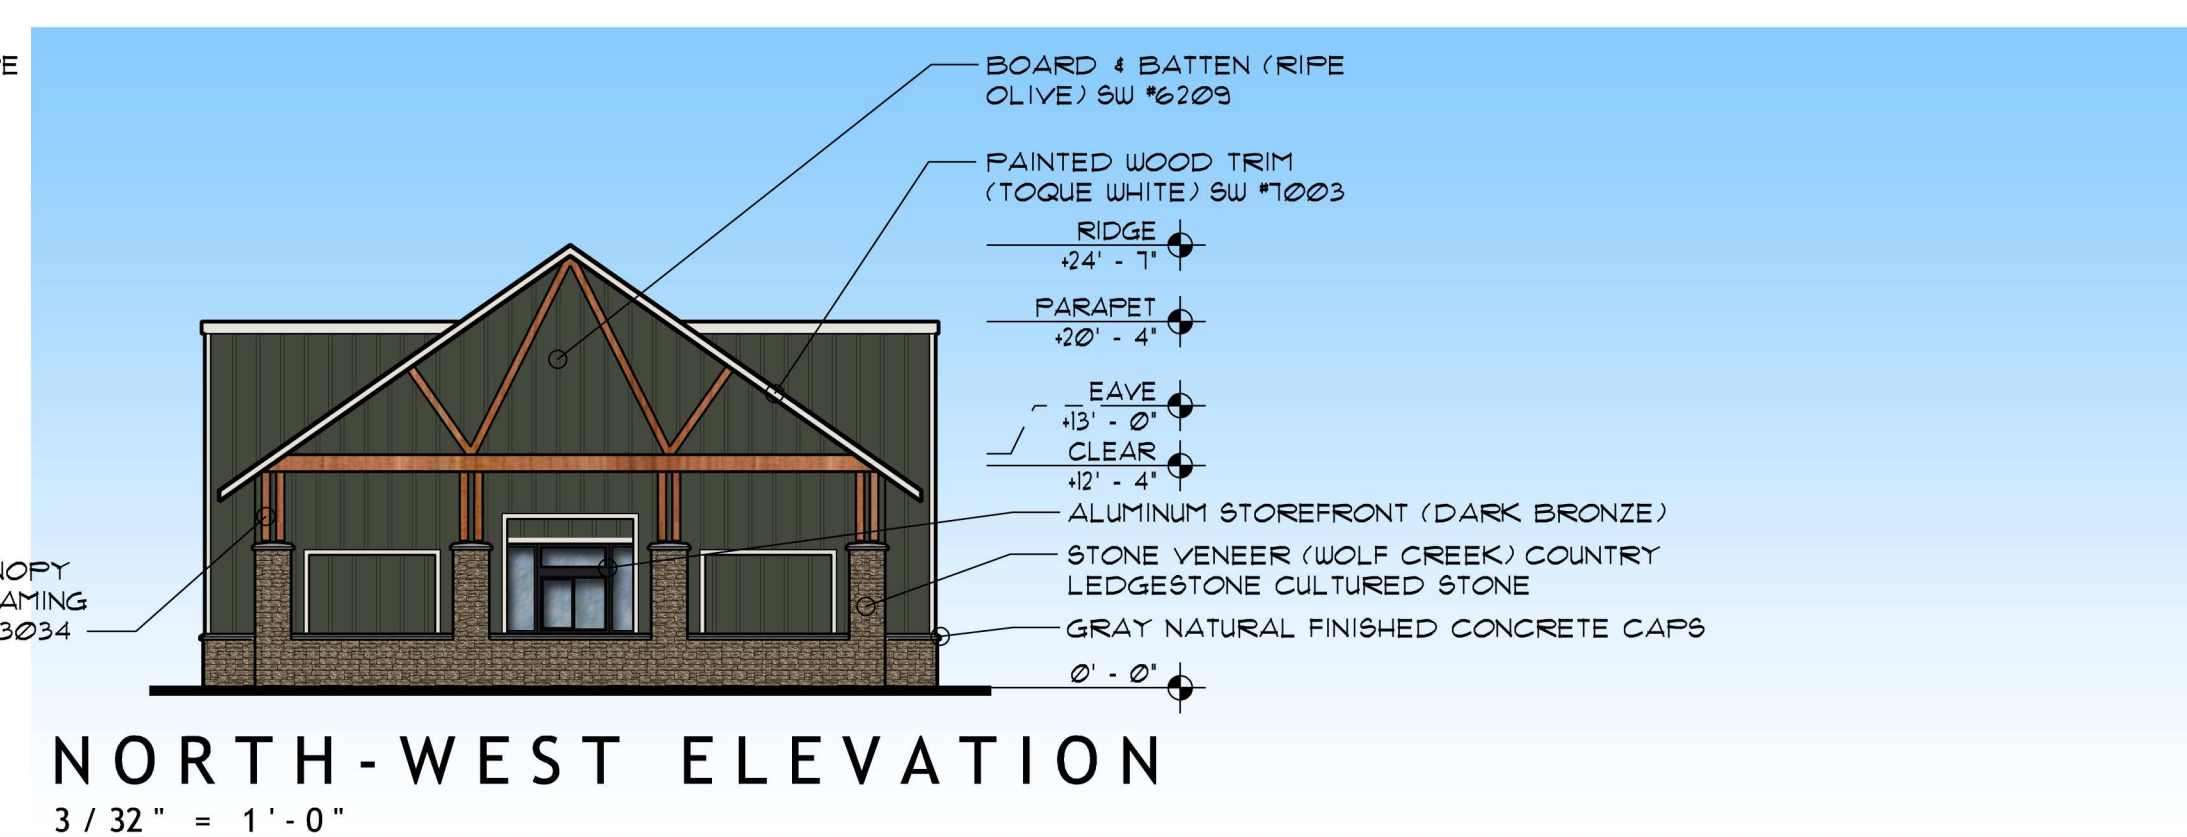 BOARD & BATTEN (RIPE
OLIVE) SW #6209
PAINTED WOOD TRIM
(TOQUE WHITE) SW #7003
RIDGE
+24' - 7"
PARAPET
+20' - 4"
EAVE
+13' - 0"
CLEAR
+12' - 4"
ALUMINUM STOREFRONT (DARK BRONZE)
STONE VENEER (WOLF CREEK) COUNTRY
LEDGESTONE CULTURED STONE
GRAY NATURAL FINISHED CONCRETE CAPS
0' - 0"
3034
NORTH-WEST ELEVATION
3/32" = 1'-0"